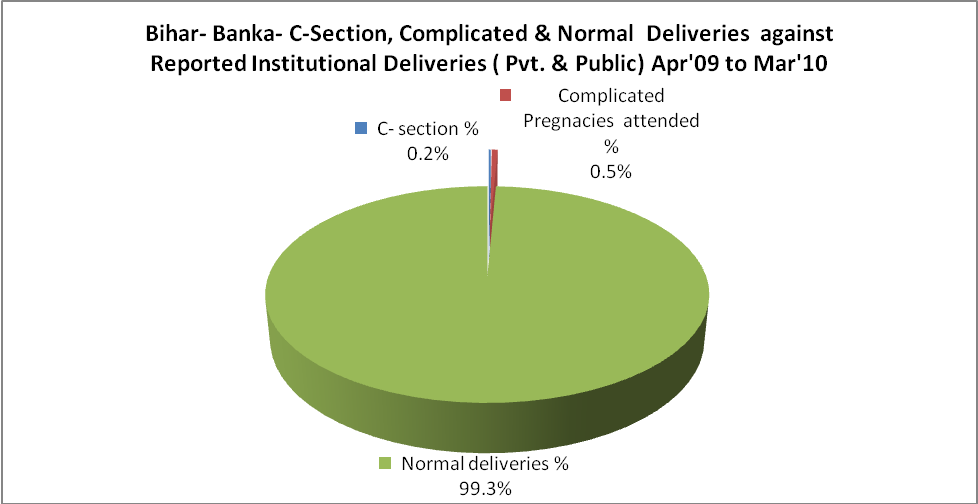 Bihar- Banka- C-Section, Complicated & Normal Deliveries against
Reported Institutional Deliveries ( Pvt. & Public) Apr'09 to Mar'10
C- section %
0.2%
Complicated
Pregnacies attended
%
0.5%
Normal deliveries %
99.3%